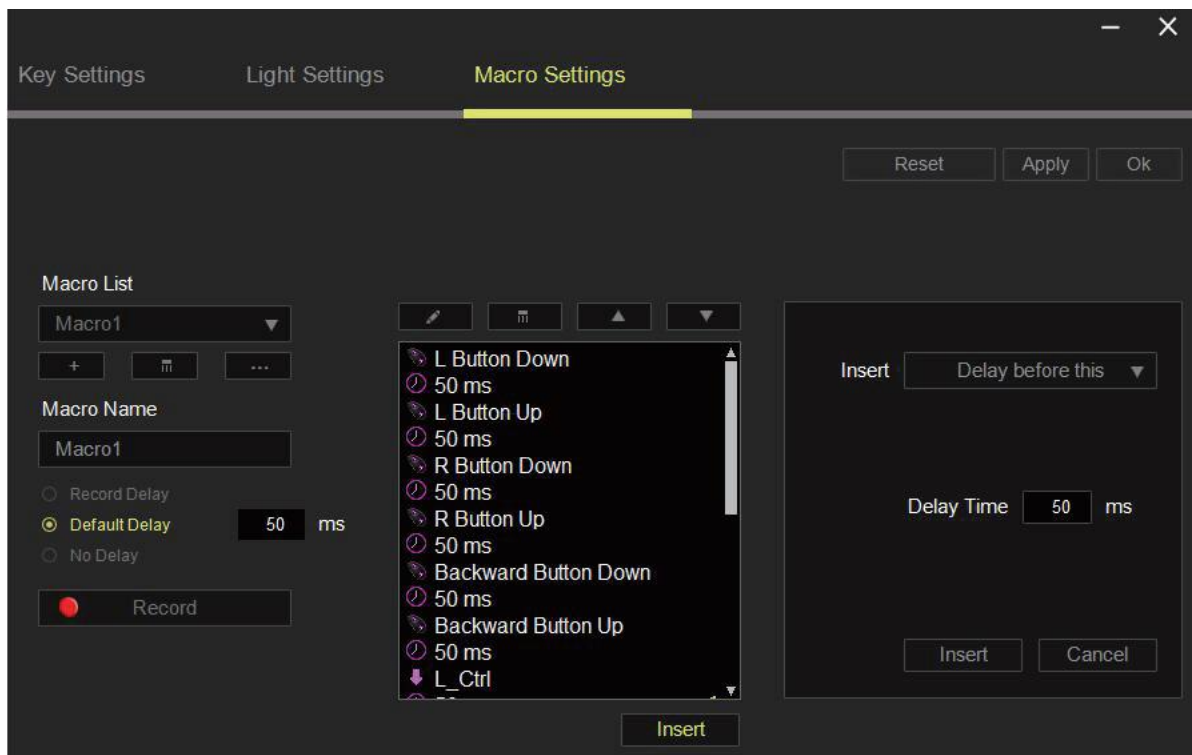 Key Settings
Light Settings
Macro Settings
Reset
Apply
Ok
Macro List
Macro1
+
...
Macro Name
Macro1
Record Delay
Default Delay 50 ms
No Delay
Record
L Button Down
50 ms
L Button Up
50 ms
R Button Down
50 ms
R Button Up
50 ms
Backward Button Down
50 ms
Backward Button Up
50 ms
L_Ctrl
Insert
Insert Delay before this
Delay Time 50 ms
Insert
Cancel